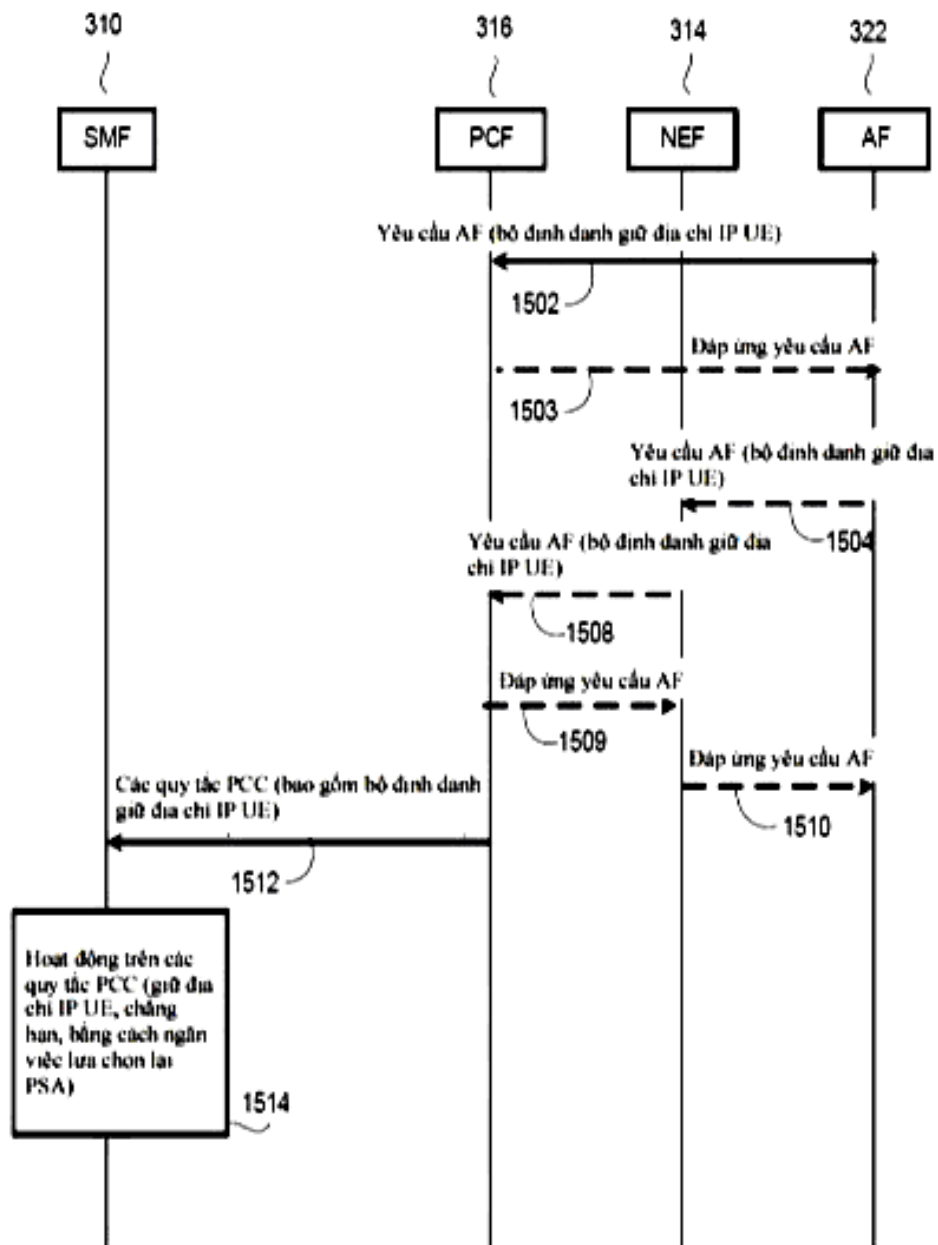 310
316
314
322
SMF
PCF
NEF
AF
Yêu cầu AF (bộ định danh giữ địa chỉ IP UE)
1502
Đáp ứng yêu cầu AF
1503
Yêu cầu AF (bộ định danh giữ địa
chỉ IP UE)
1504
Yêu cầu AF (bộ định danh giữ địa
chỉ IP UE)
1508
Đáp ứng yêu cầu AF
1509
Đáp ứng yêu cầu AF
1510
Các quy tắc PCC (bao gồm bộ định danh
giữ địa chỉ IP UE)
1512
Hoạt động trên các
quy tắc PCC (giữ địa
chỉ IP UE, chẳng
hạn, bằng cách ngăn
việc lựa chọn lại
PSA)
1514